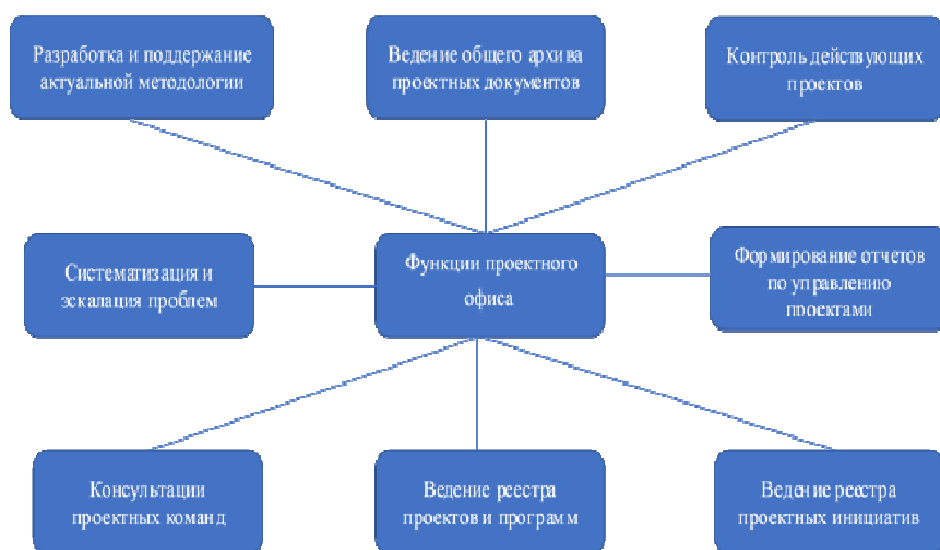 Разработка и поддержание
актуальной методологии
Ведение общего архива
проектных документов
Контроль действующих
проектов
Систематизация и
эскалация проблем
Функции проектного
офиса
Формирование отчетов
по управлению
проектами
Консультации
проектных команд
Ведение реестра
проектов и программ
Ведение реестра
проектных инициатив